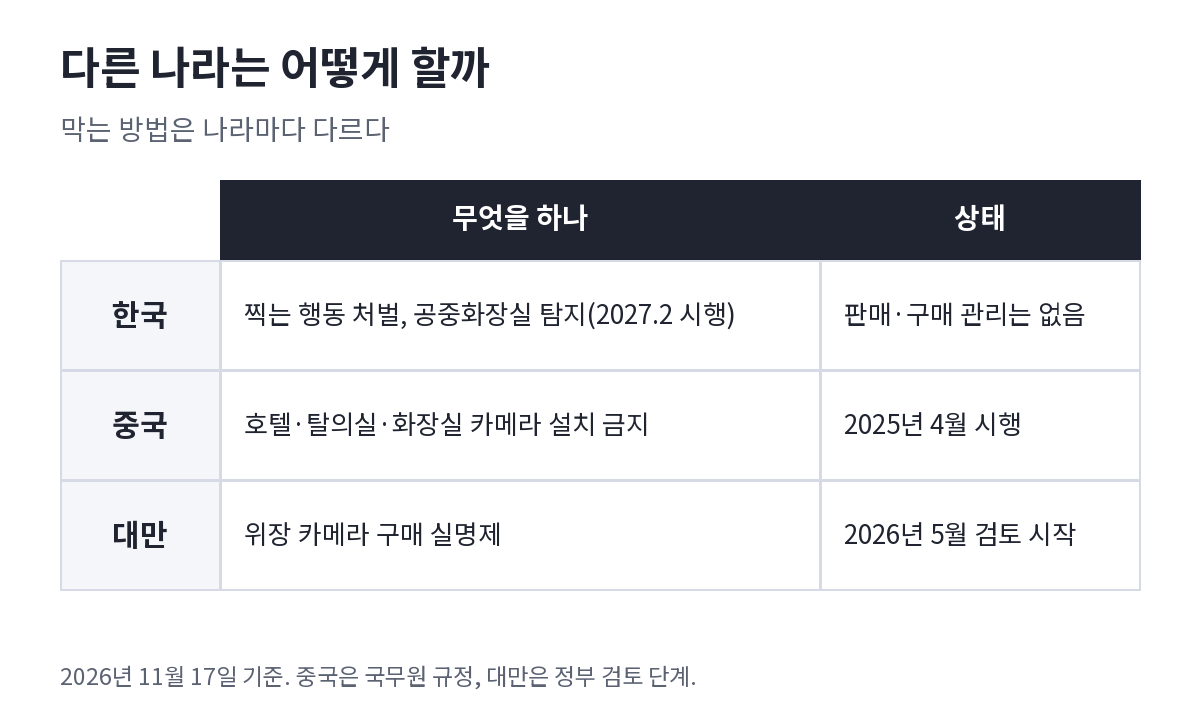 다른 나라는 어떻게 할까
막는 방법은 나라마다 다르다
무엇을 하나 상태
한국 찍는 행동 처벌, 공중화장실 탐지(2027.2 시행) 판매·구매 관리는 없음
중국 호텔·탈의실·화장실 카메라 설치 금지 2025년 4월 시행
대만 위장 카메라 구매 실명제 2026년 5월 검토 시작
2026년 11월 17일 기준. 중국은 국무원 규정, 대만은 정부 검토 단계.